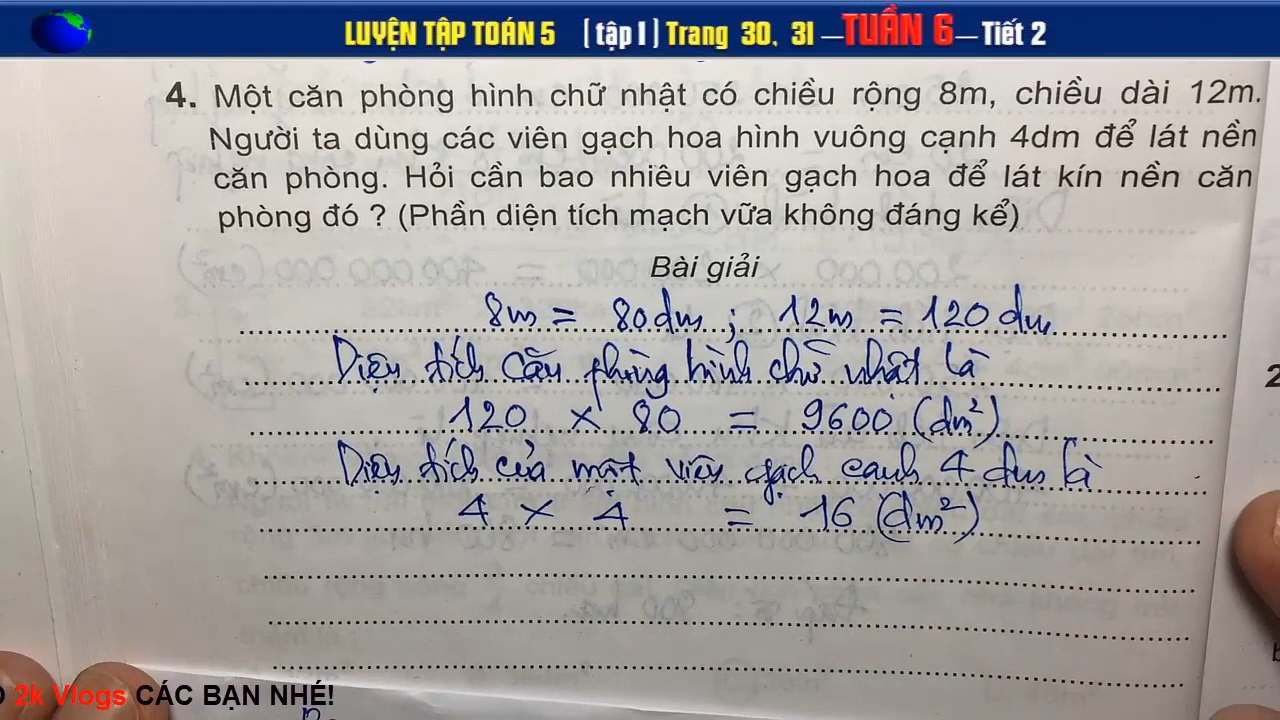 LUYỆN TẬP TOÁN 5 (tập 1) Trang 30, 31 –TUẦN 6– Tiết 2
4. Một căn phòng hình chữ nhật có chiều rộng 8m, chiều dài 12m.
Người ta dùng các viên gạch hoa hình vuông cạnh 4dm để lát nền
căn phòng. Hỏi cần bao nhiêu viên gạch hoa để lát kín nền căn
phòng đó ? (Phần diện tích mạch vữa không đáng kể)
Bài giải
8m = 80 dm ; 12m = 120 dm
Diện tích căn phòng hình chữ nhật là
120 × 80 = 9600 (dm²)
Diện tích của một viên gạch cạnh 4 dm là
4 × 4 = 16 (dm²)
2k Vlogs CÁC BẠN NHÉ!